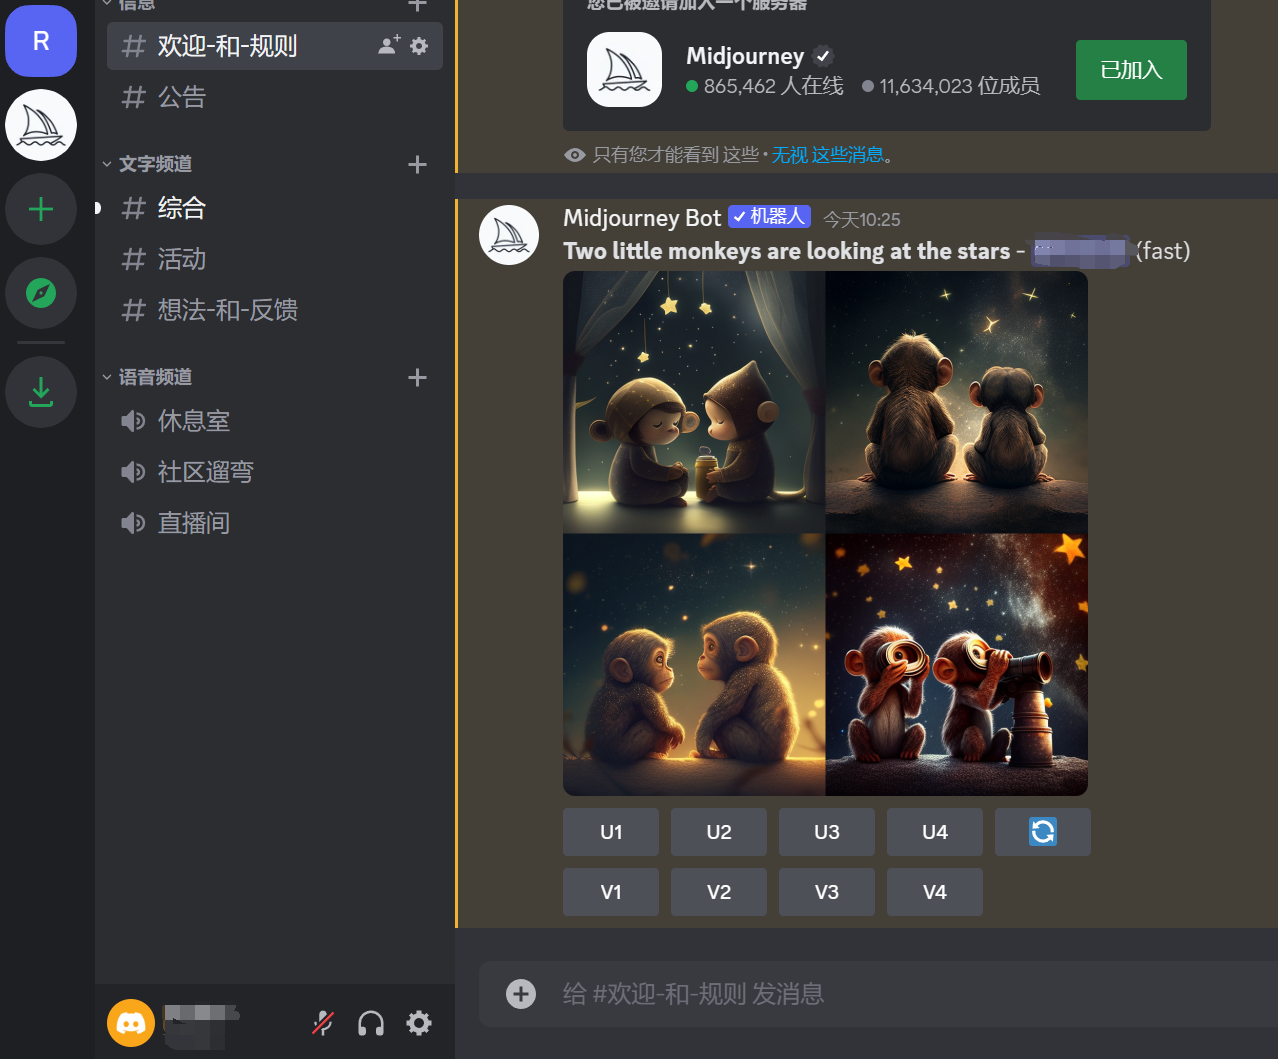 R
信息
欢迎-和-规则
公告
文字频道
综合
活动
想法-和-反馈
语音频道
休息室
社区遛弯
直播间
您已被邀请加入一个服务器
Midjourney
865,462 人在线 11,634,023 位成员
已加入
只有您才能看到 这些 • 无视 这些消息。
Midjourney Bot 机器人 今天10:25
Two little monkeys are looking at the stars - (fast)
U1 U2 U3 U4
V1 V2 V3 V4
给 #欢迎-和-规则 发消息